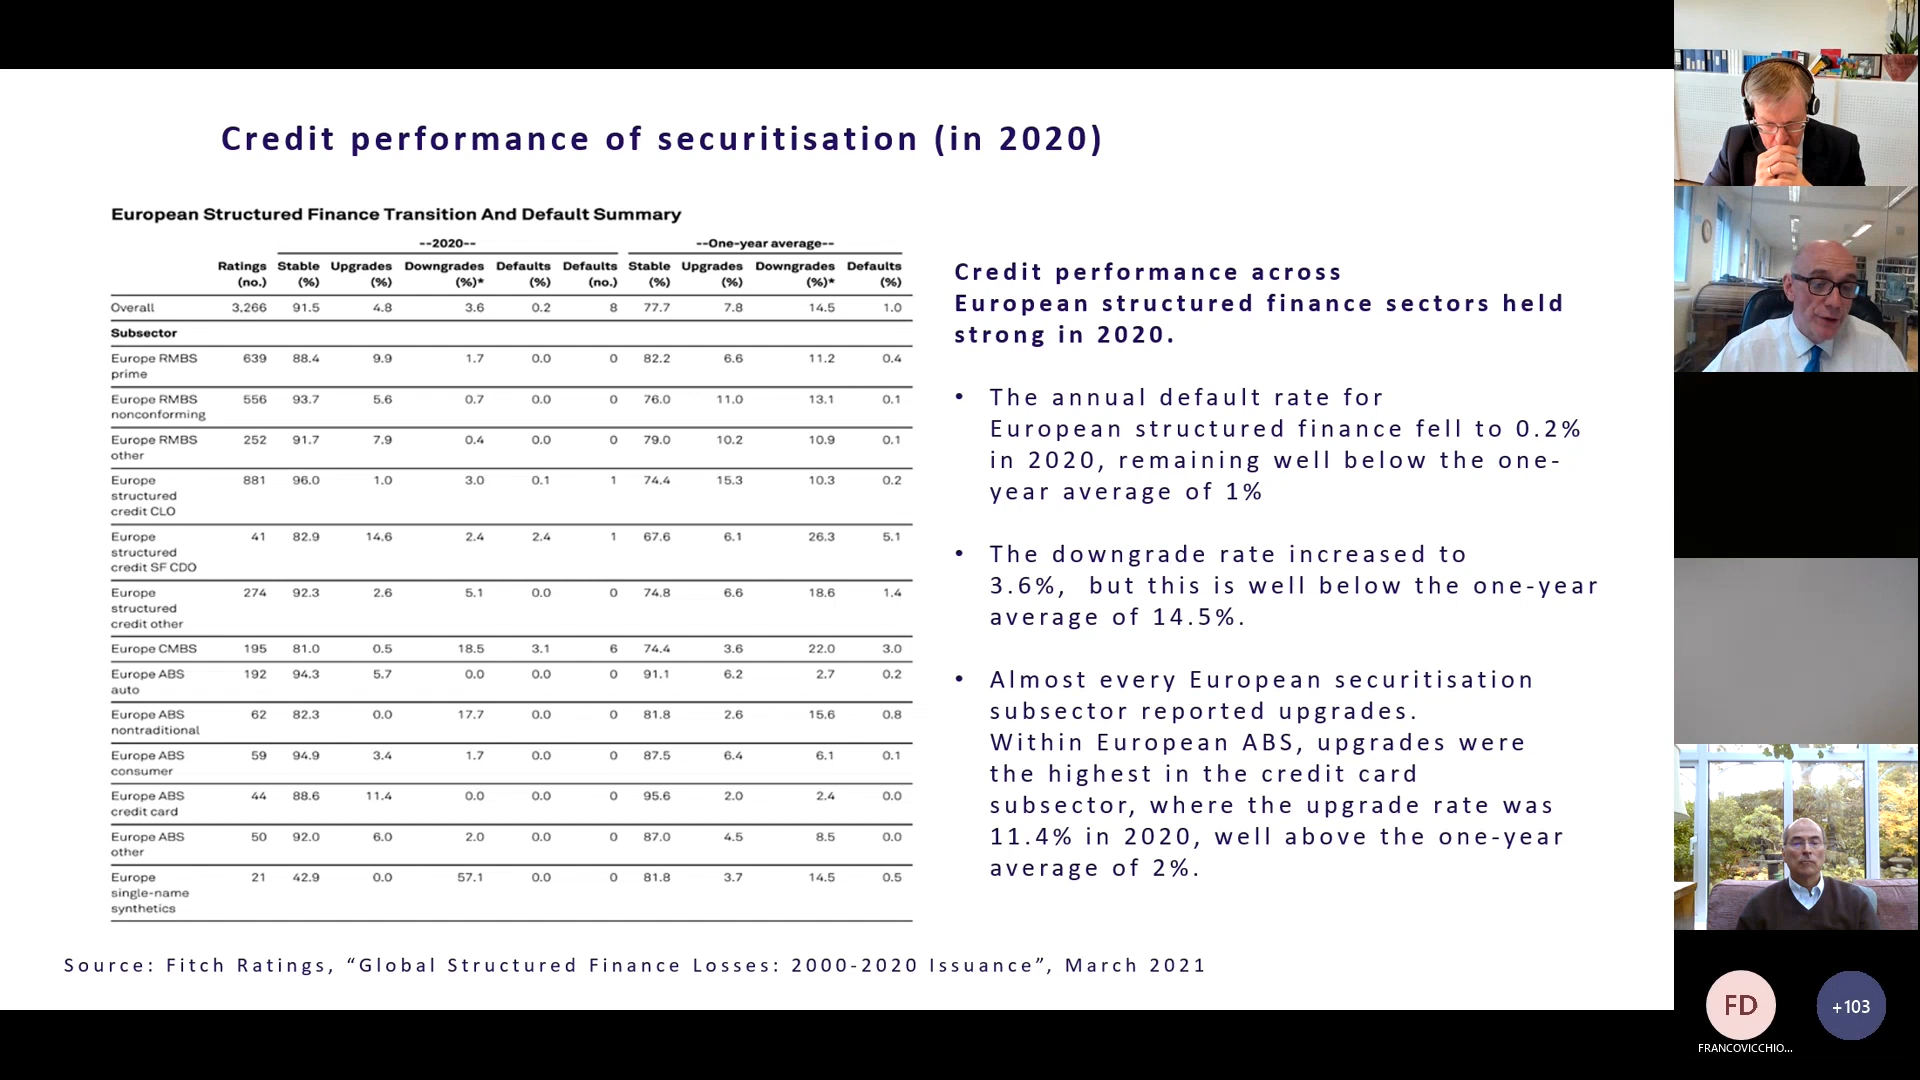 Credit performance of securitisation (in 2020)
European Structured Finance Transition And Default Summary
--2020-- --One-year average--
Ratings (no.) Stable (%) Upgrades (%) Downgrades (%)* Defaults (%) Defaults (no.) Stable (%) Upgrades (%) Downgrades (%)* Defaults (%)
Overall 3,266 91.5 4.8 3.6 0.2 8 77.7 7.8 14.5 1.0
Subsector
Europe RMBS prime 639 88.4 9.9 1.7 0.0 0 82.2 6.6 11.2 0.4
Europe RMBS nonconforming 556 93.7 5.6 0.7 0.0 0 76.0 11.0 13.1 0.1
Europe RMBS other 252 91.7 7.9 0.4 0.0 0 79.0 10.2 10.9 0.1
Europe structured credit CLO 881 96.0 1.0 3.0 0.1 1 74.4 15.3 10.3 0.2
Europe structured credit SF CDO 41 82.9 14.6 2.4 2.4 1 67.6 6.1 26.3 5.1
Europe structured credit other 274 92.3 2.6 5.1 0.0 0 74.8 6.6 18.6 1.4
Europe CMBS 195 81.0 0.5 18.5 3.1 6 74.4 3.6 22.0 3.0
Europe ABS auto 192 94.3 5.7 0.0 0.0 0 91.1 6.2 2.7 0.2
Europe ABS nontraditional 62 82.3 0.0 17.7 0.0 0 81.8 2.6 15.6 0.8
Europe ABS consumer 59 94.9 3.4 1.7 0.0 0 87.5 6.4 6.1 0.1
Europe ABS credit card 44 88.6 11.4 0.0 0.0 0 95.6 2.0 2.4 0.0
Europe ABS other 50 92.0 6.0 2.0 0.0 0 87.0 4.5 8.5 0.0
Europe single-name synthetics 21 42.9 0.0 57.1 0.0 0 81.8 3.7 14.5 0.5
Credit performance across
European structured finance sectors held
strong in 2020.
• The annual default rate for
European structured finance fell to 0.2%
in 2020, remaining well below the one-
year average of 1%
• The downgrade rate increased to
3.6%, but this is well below the one-year
average of 14.5%.
• Almost every European securitisation
subsector reported upgrades.
Within European ABS, upgrades were
the highest in the credit card
subsector, where the upgrade rate was
11.4% in 2020, well above the one-year
average of 2%.
Source: Fitch Ratings, “Global Structured Finance Losses: 2000-2020 Issuance”, March 2021
FD
+103
FRANCOVICCHIO...